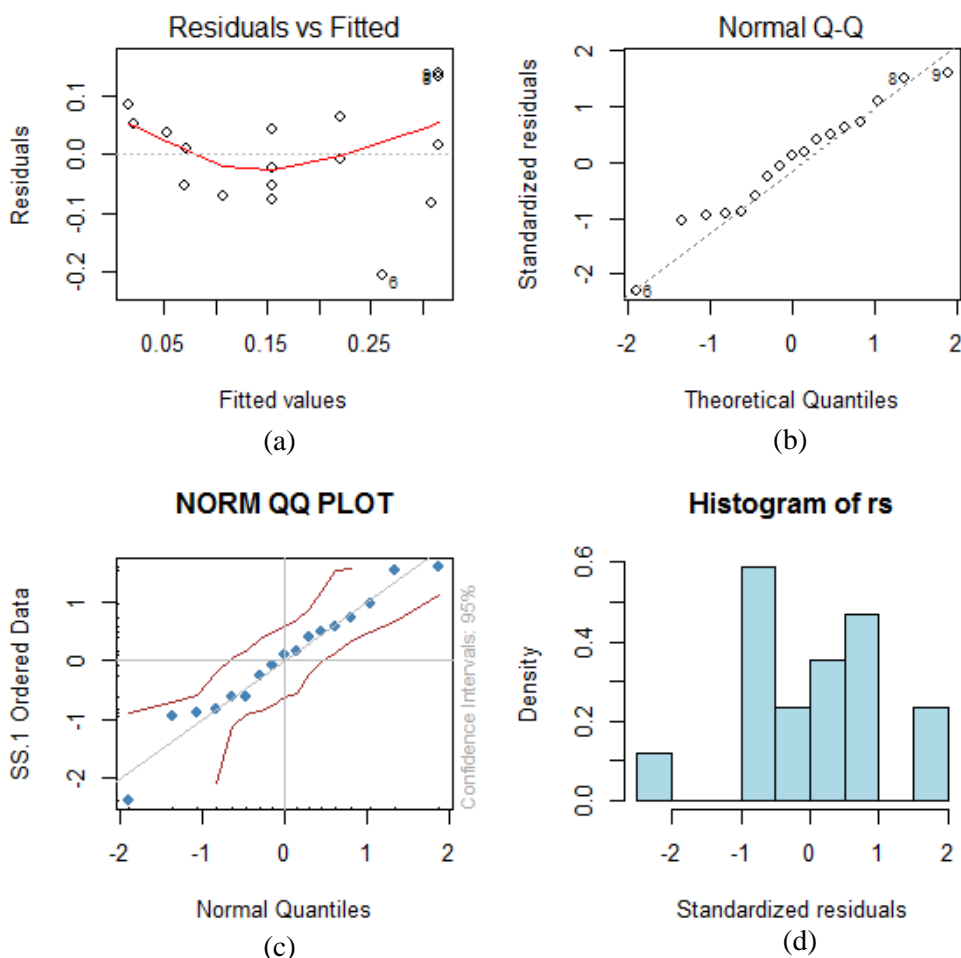 Residuals vs Fitted
Residuals
0.1
0.0
-0.1
-0.2
8
6
0.05
0.15
0.25
Fitted values
(a)
Normal Q-Q
Standardized residuals
2
1
0
-1
-2
8
9
6
-2
-1
0
1
2
Theoretical Quantiles
(b)
NORM QQ PLOT
SS.1 Ordered Data
1
0
-1
-2
Confidence Intervals: 95%
-2
-1
0
1
2
Normal Quantiles
(c)
Histogram of rs
Density
0.6
0.4
0.2
0.0
-2
-1
0
1
2
Standardized residuals
(d)